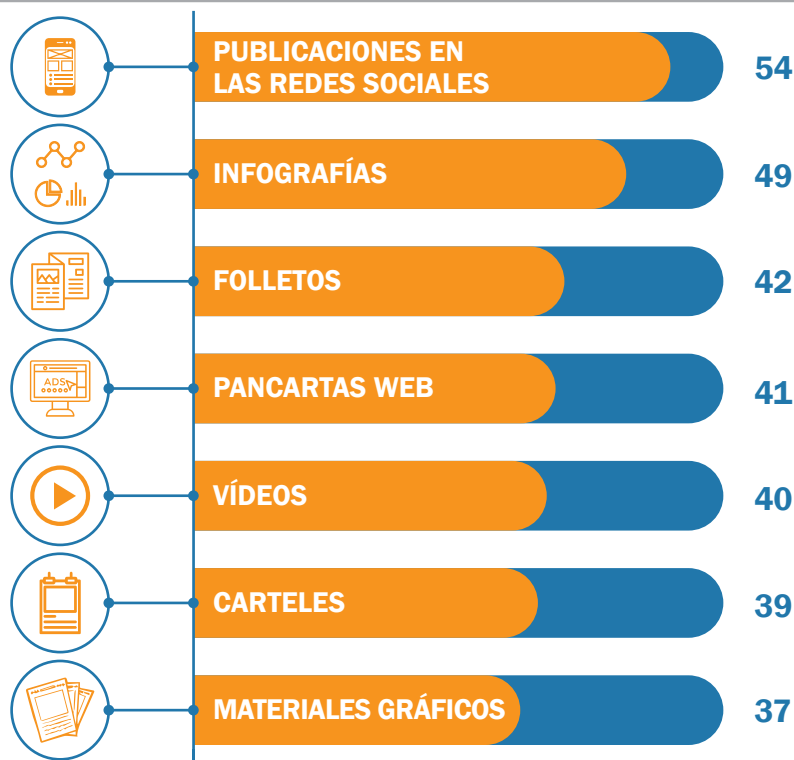 PUBLICACIONES EN
LAS REDES SOCIALES
54
INFOGRAFÍAS
49
FOLLETOS
42
ADS
PANCARTAS WEB
41
VÍDEOS
40
CARTELES
39
MATERIALES GRÁFICOS
37